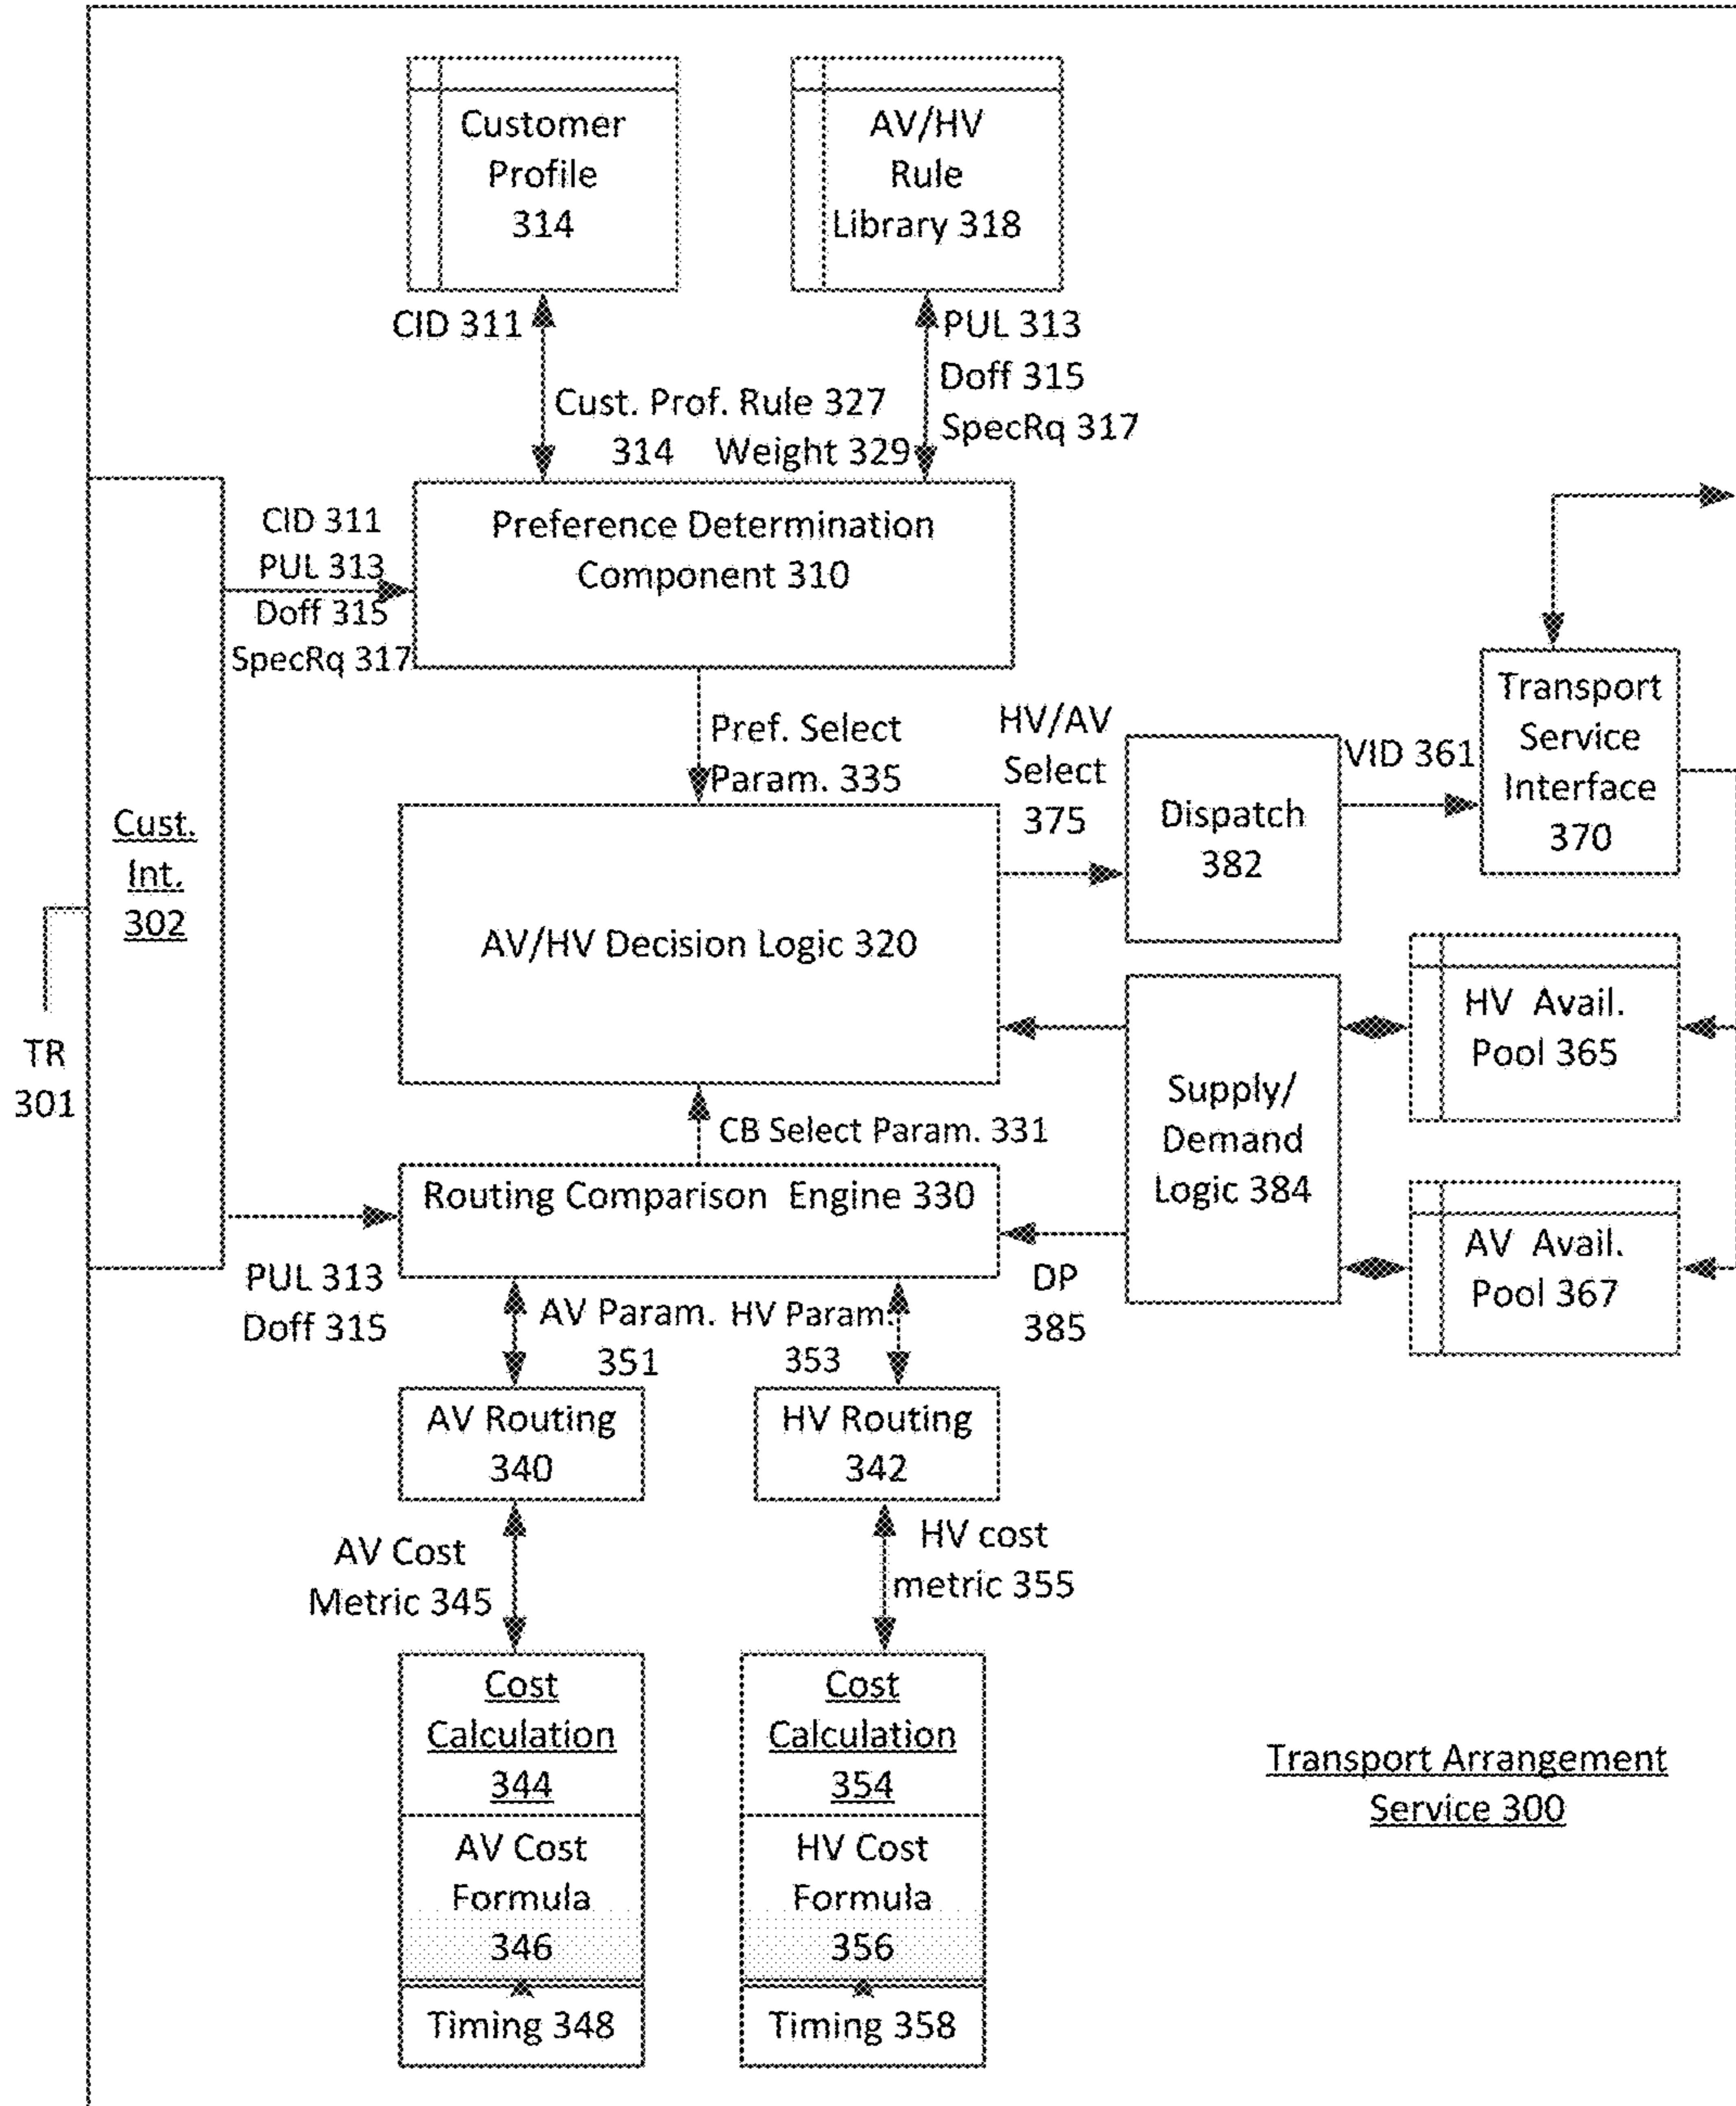 Customer
Profile
314
AV/HV
Rule
Library 318
CID 311
PUL 313
Doff 315
SpecRq 317
Cust. Prof. Rule 327
314 Weight 329
CID 311
PUL 313
Doff 315
SpecRq 317
Preference Determination
Component 310
Pref. Select
Param. 335
HV/AV
Select
375
Dispatch
382
VID 361
Transport
Service
Interface
370
Cust.
Int.
302
TR
301
AV/HV Decision Logic 320
HV Avail.
Pool 365
Supply/
Demand
Logic 384
CB Select Param. 331
Routing Comparison Engine 330
AV Avail.
Pool 367
PUL 313
Doff 315
DP
385
AV Param.
351
HV Param.
353
AV Routing
340
HV Routing
342
AV Cost
Metric 345
HV cost
metric 355
Cost
Calculation
344
AV Cost
Formula
346
Timing 348
Cost
Calculation
354
HV Cost
Formula
356
Timing 358
Transport Arrangement
Service 300